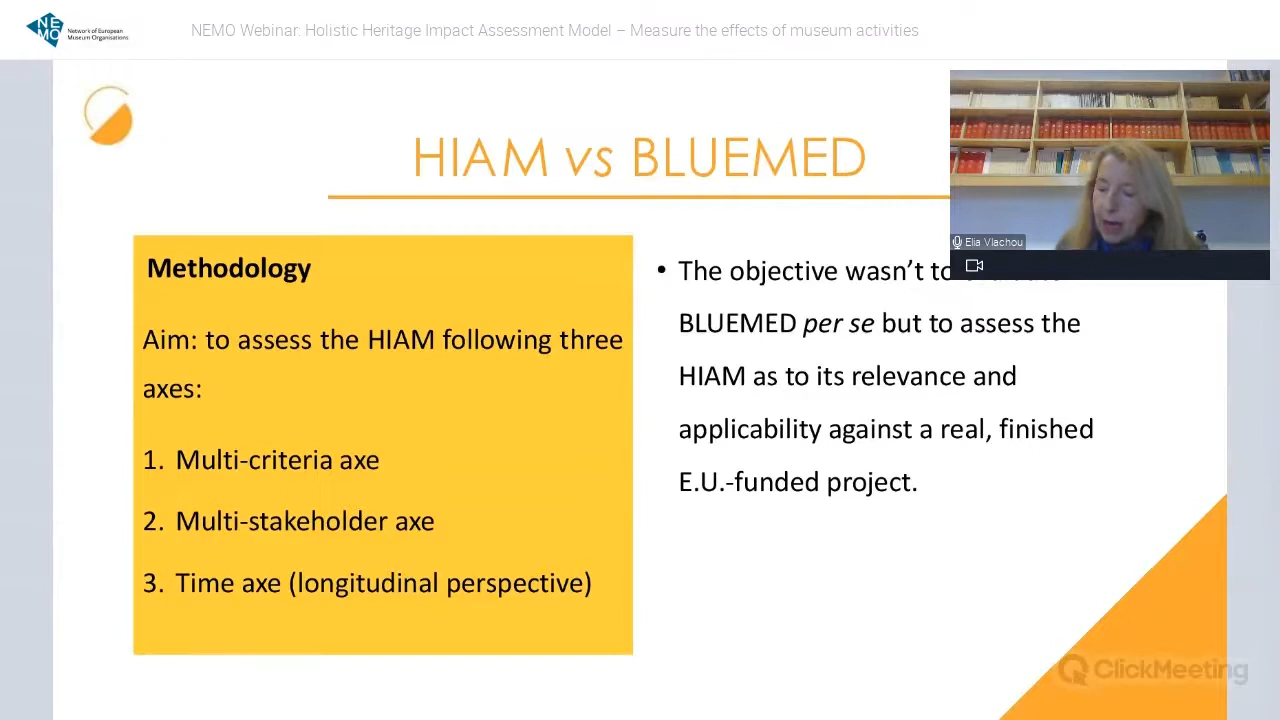 NEMO
Network of European
Museum Organisations
NEMO Webinar: Holistic Heritage Impact Assessment Model – Measure the effects of museum activities
HIAM vs BLUEMED
Elia Vlachou
Methodology
Aim: to assess the HIAM following three
axes:
1. Multi-criteria axe
2. Multi-stakeholder axe
3. Time axe (longitudinal perspective)
• The objective wasn’t to
BLUEMED per se but to assess the
HIAM as to its relevance and
applicability against a real, finished
E.U.-funded project.
ClickMeeting